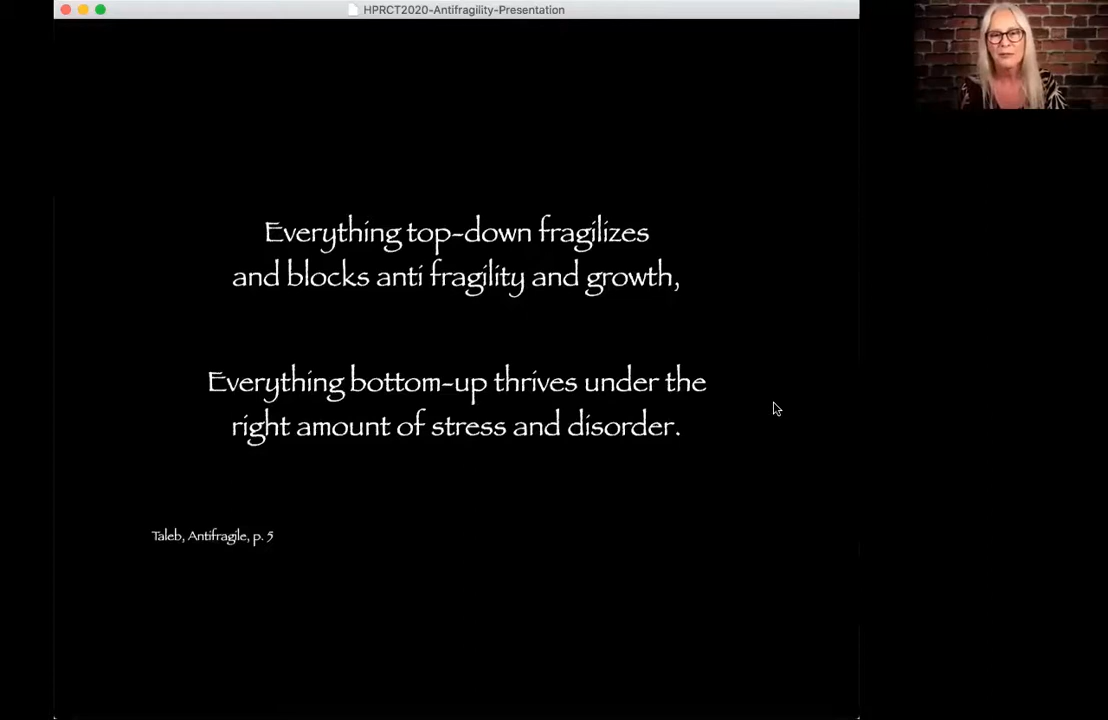 HPRCT2020-Antifragility-Presentation
Everything top-down fragilizes
and blocks anti fragility and growth,
Everything bottom-up thrives under the
right amount of stress and disorder.
Taleb, Antifragile, p. 5